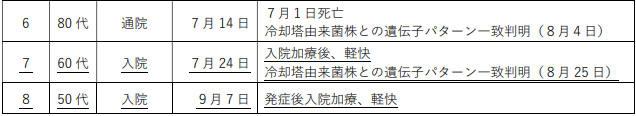 6 80代 通院 7月14日 7月1日死亡
冷却塔由来菌株との遺伝子パターン一致判明（8月4日）
7 60代 入院 7月24日 入院加療後、軽快
冷却塔由来菌株との遺伝子パターン一致判明（8月25日）
8 50代 入院 9月7日 発症後入院加療、軽快